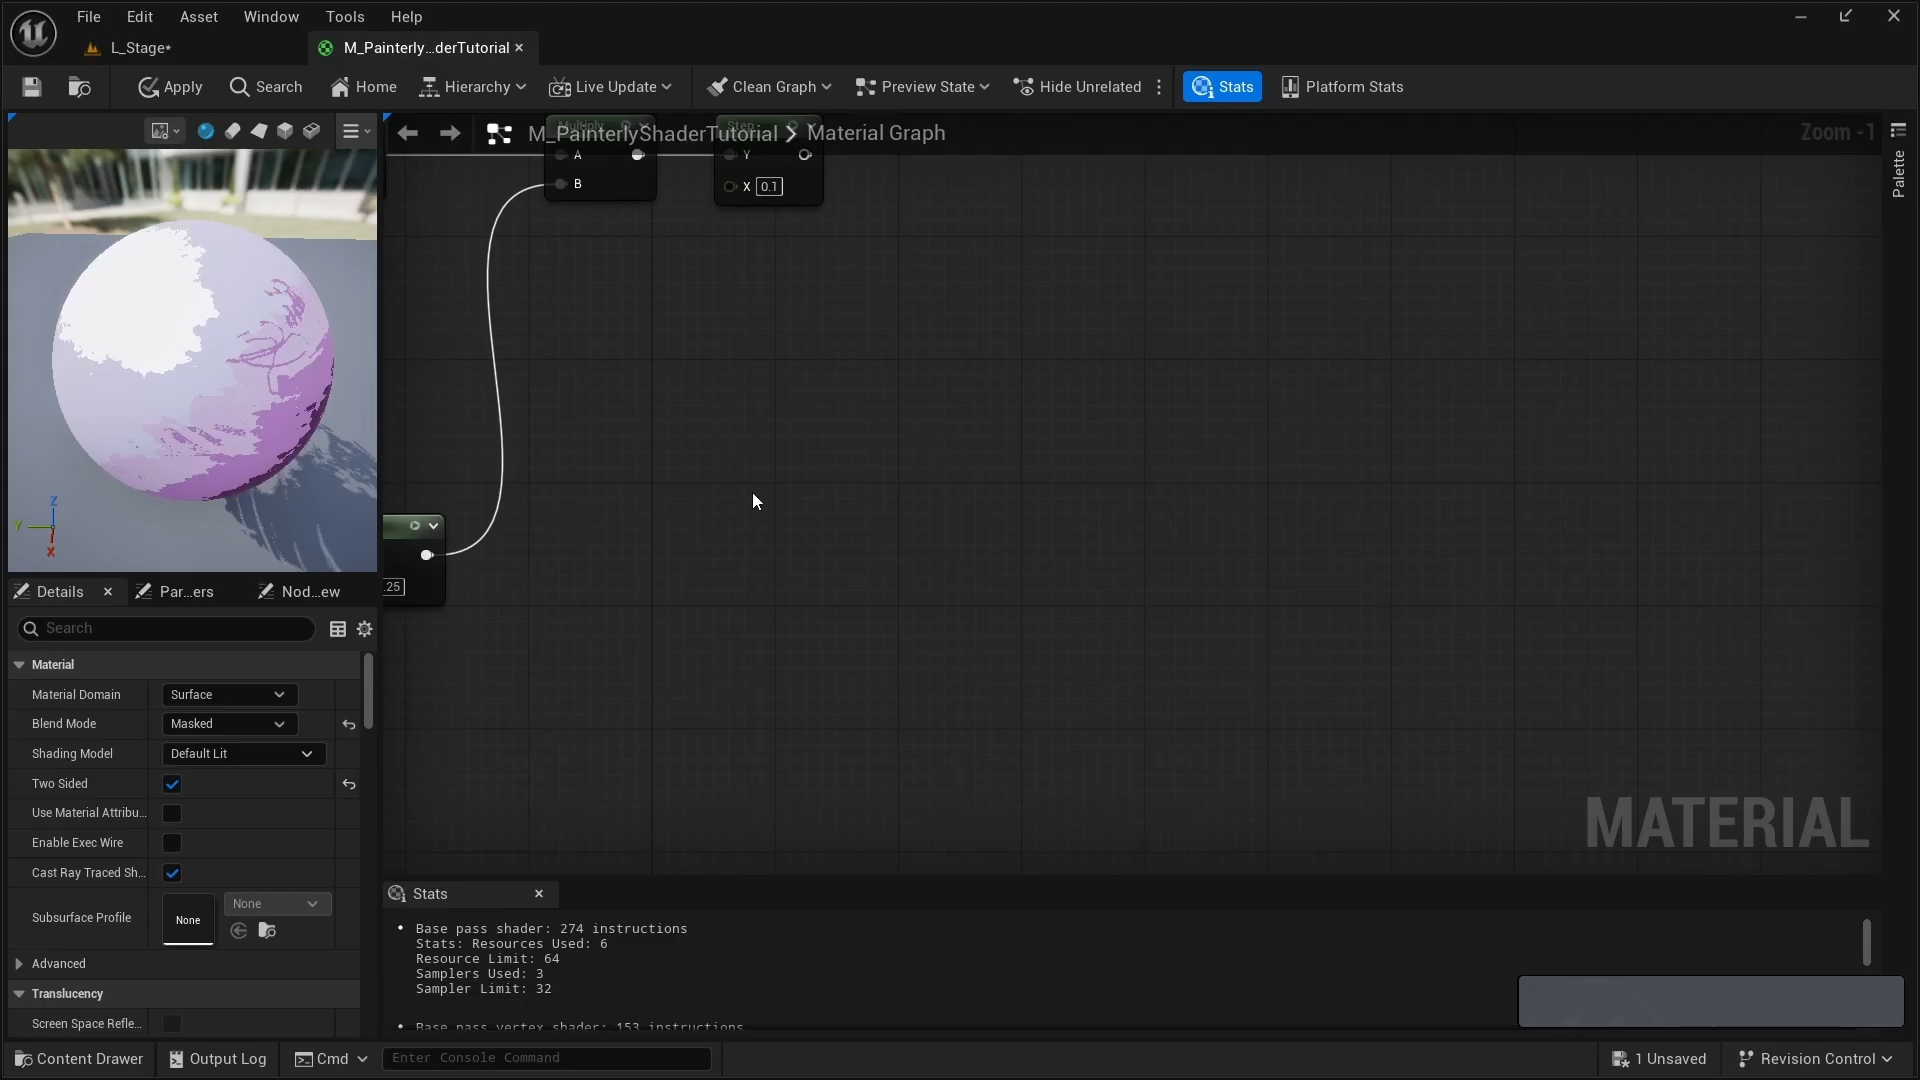 File Edit Asset Window Tools Help
L_Stage* M_Painterly...derTutorial
Apply Search Home Hierarchy Live Update Clean Graph Preview State Hide Unrelated Stats Platform Stats
M_PainterlyShaderTutorial Material Graph Zoom -1
Multiply Step
A Y
B X 0.1
Palette
Z
Y
X
.25
Details Par...ers Nod...ew
Search
Material
Material Domain Surface
Blend Mode Masked
Shading Model Default Lit
Two Sided
Use Material Attribu...
Enable Exec Wire
Cast Ray Traced Sh...
Subsurface Profile None None
Advanced
Translucency
Screen Space Refle...
MATERIAL
Stats
Base pass shader: 274 instructions
Stats: Resources Used: 6
Resource Limit: 64
Samplers Used: 3
Sampler Limit: 32
Base pass vertex shader: 153 instructions
Content Drawer Output Log Cmd Enter Console Command 1 Unsaved Revision Control